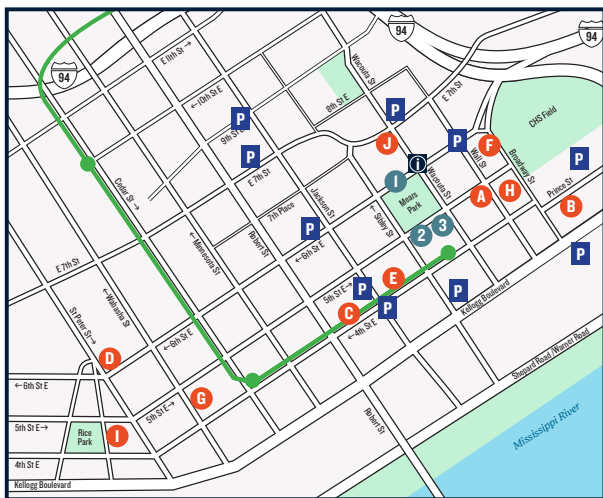 94
E 11th St
94
94
Wacouta St
←10th St E
8th St E
E 7th St
P
P
9th St E
P
CHS Field
J
i
P
F
Wall St
Broadway St
P
E 7th St
Cedar St→
Jackson St
1
Mears
Park
Wacouta St
A
H
Prince St
B
7th Place
←Sibley St
2
3
P
P
←Minnesota St
Robert St
←6th St E
E 7th St
5th St E→
E
P
P
P
Kellogg Boulevard
C
←4th St E
St Peter St→
←Wabasha St
←6th St E
Shepard Road / Warner Road
D
←6th St E
G
5th St E→
Robert St
Mississippi River
5th St E→
Rice
Park
I
4th St E
Kellogg Boulevard